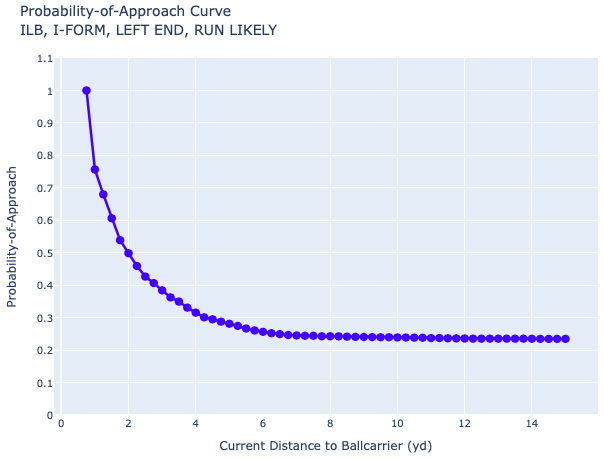 Probability-of-Approach Curve
ILB, I-FORM, LEFT END, RUN LIKELY
1.1
1
0.9
0.8
0.7
0.6
0.5
0.4
0.3
0.2
0.1
0
Probability-of-Approach
0 2 4 6 8 10 12 14
Current Distance to Ballcarrier (yd)